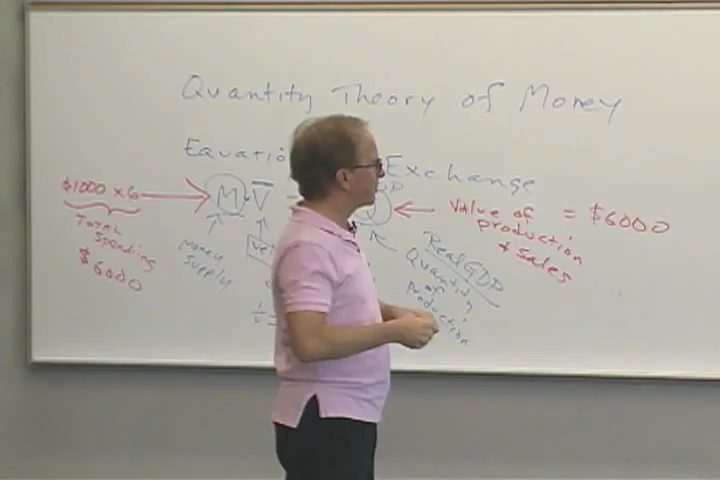 Quantity Theory of Money
Equatio Exchange
$1000 x 6
M V
Value of
production
+ Sales
= $6000
Total
Spending
$6000
money
supply
Real GDP
Quantity
of
Production